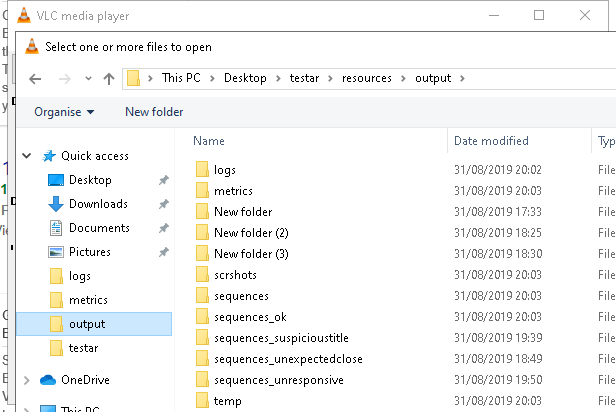 VLC media player
Select one or more files to open
This PC > Desktop > testar > resources > output >
Organise New folder
Name Date modified Typ
Quick access
Desktop
Downloads
Documents
Pictures
logs
metrics
output
testar
OneDrive
This PC
logs 31/08/2019 20:02 File
metrics 31/08/2019 20:03 File
New folder 31/08/2019 17:33 File
New folder (2) 31/08/2019 18:25 File
New folder (3) 31/08/2019 18:30 File
scrshots 31/08/2019 20:03 File
sequences 31/08/2019 20:03 File
sequences_ok 31/08/2019 20:03 File
sequences_suspicioustitle 31/08/2019 19:39 File
sequences_unexpectedclose 31/08/2019 18:49 File
sequences_unresponsive 31/08/2019 19:50 File
temp 31/08/2019 20:03 File